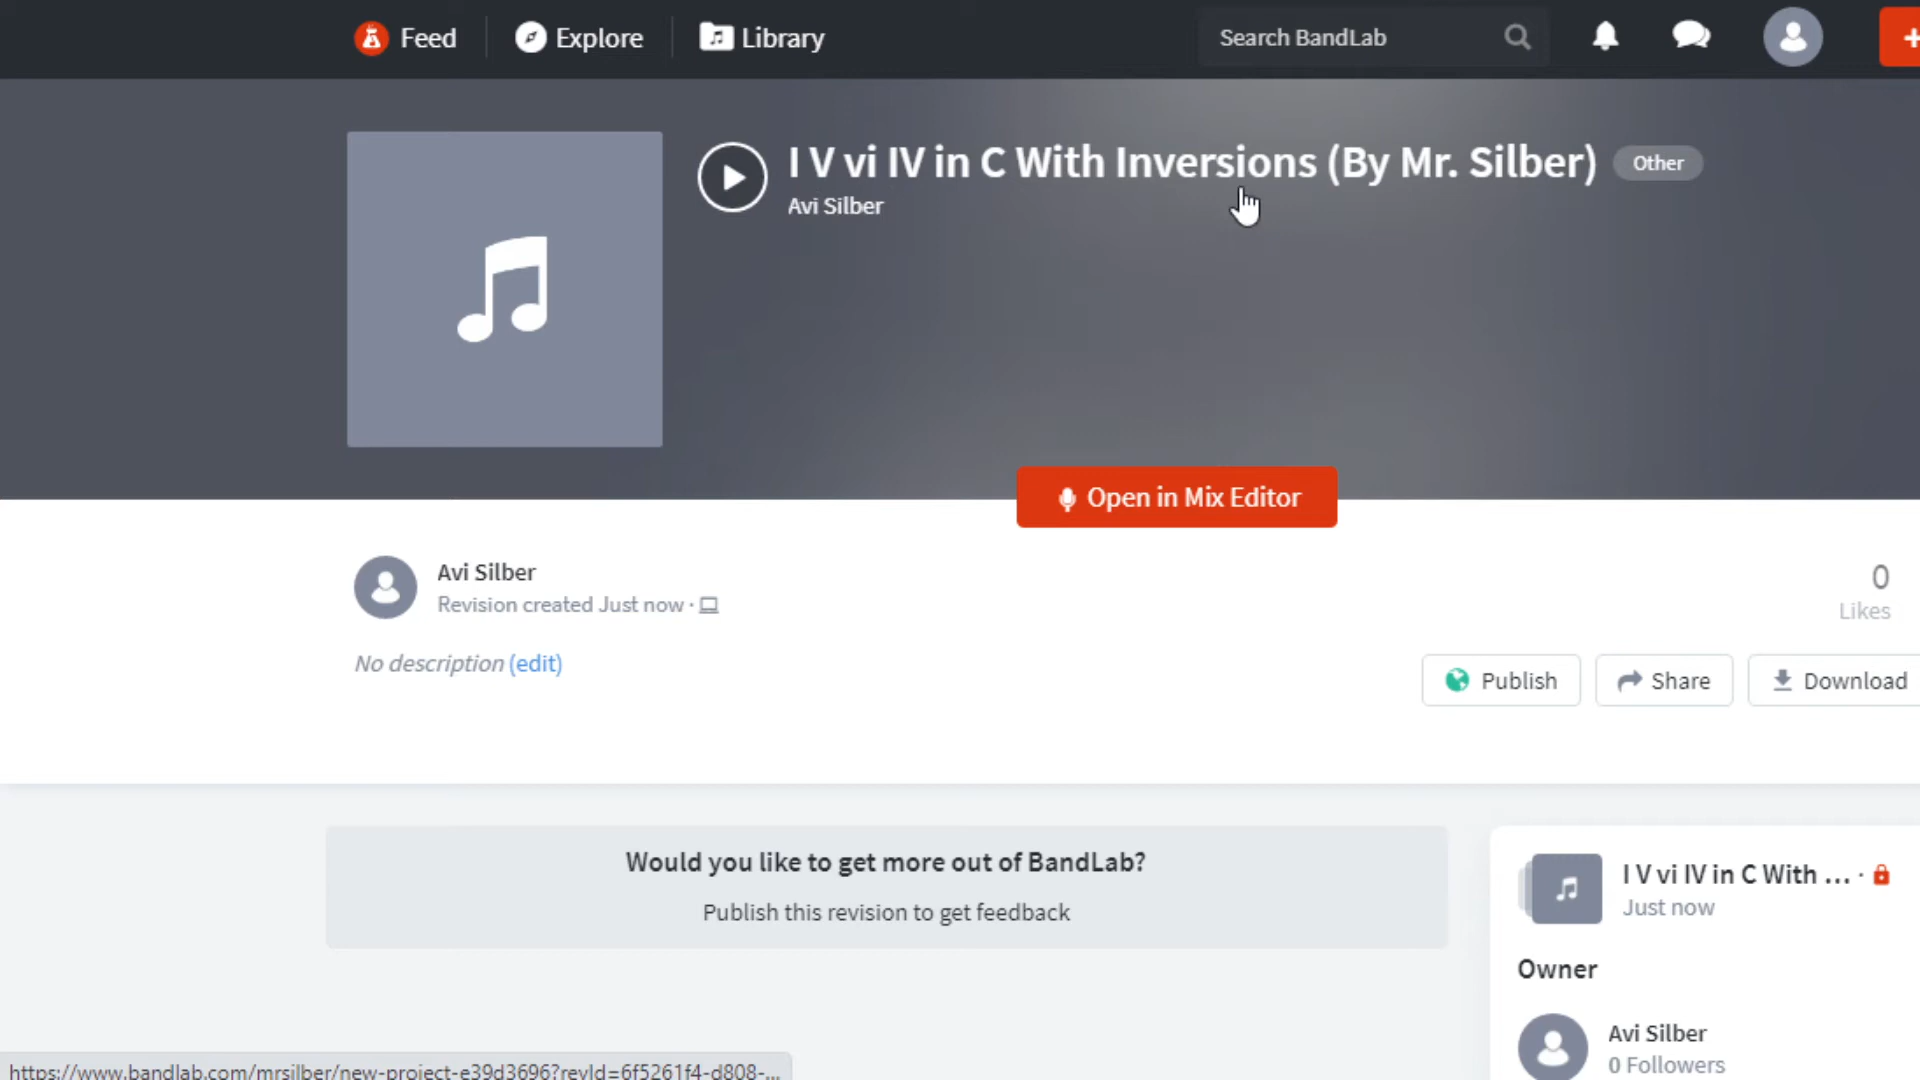 Feed
Explore
Library
Search BandLab
+
I V vi IV in C With Inversions (By Mr. Silber)
Other
Avi Silber
Open in Mix Editor
Avi Silber
Revision created Just now ·
0
Likes
No description (edit)
Publish
Share
Download
Would you like to get more out of BandLab?
Publish this revision to get feedback
I V vi IV in C With ... ·
Just now
Owner
Avi Silber
0 Followers
https://www.bandlab.com/mrsilber/new-project-e39d3696?revId=6f5261f4-d808-...